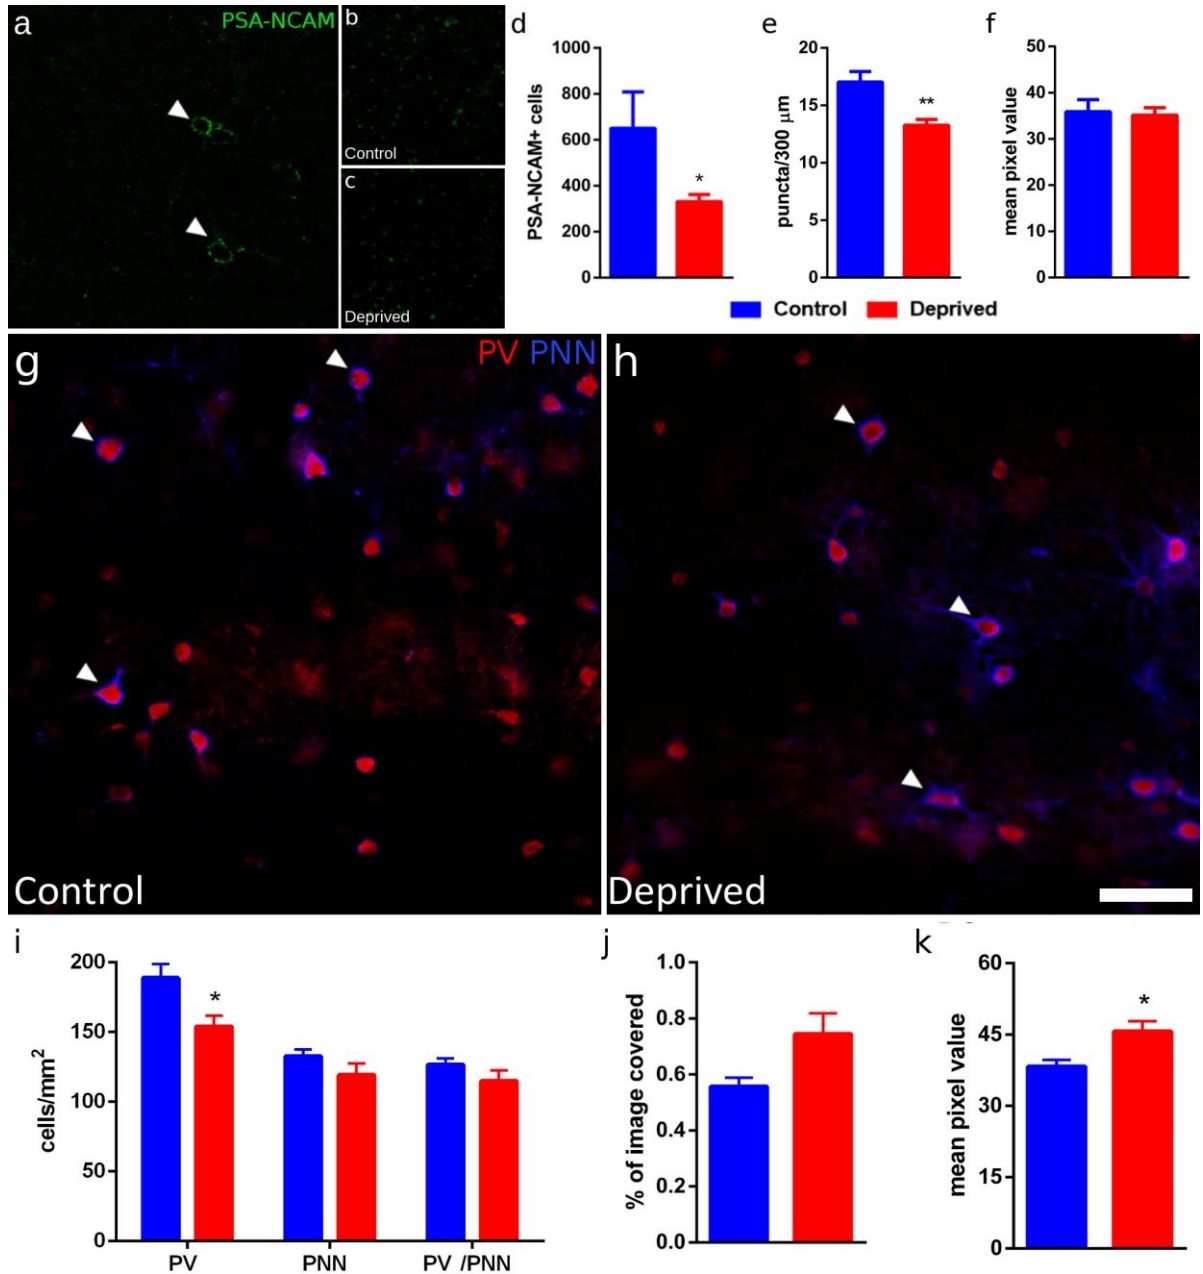 a
PSA-NCAM
b
Control
c
Deprived
d
PSA-NCAM+ cells
1000
800
600
400
200
0
*
e
puncta/300 μm
20
15
10
5
0
**
f
mean pixel value
50
40
30
20
10
0
Control
Deprived
g
PV PNN
Control
h
Deprived
i
cells/mm²
200
150
100
50
0
*
PV
PNN
PV /PNN
j
% of image covered
1.0
0.8
0.6
0.4
0.2
0.0
k
mean pixel value
60
45
30
15
0
*